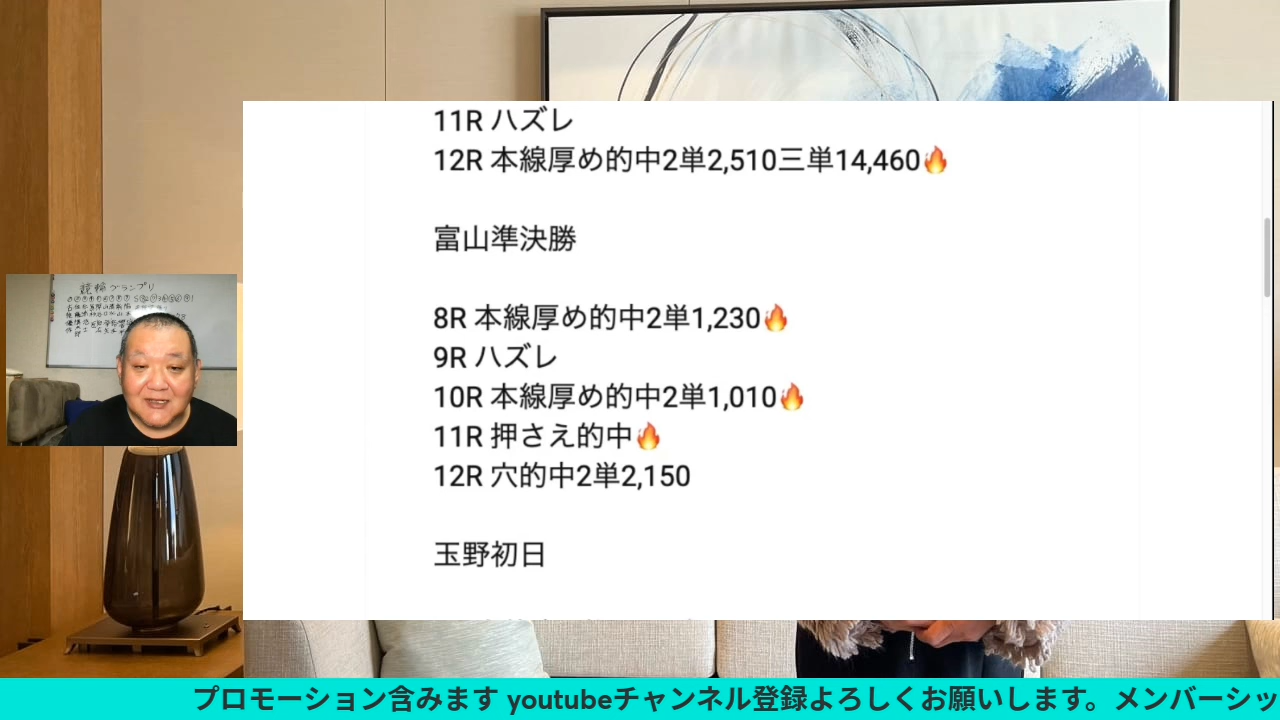 11R ハズレ
12R 本線厚め的中2単2,510三単14,460🔥
富山準決勝
8R 本線厚め的中2単1,230🔥
9R ハズレ
10R 本線厚め的中2単1,010🔥
11R 押さえ的中🔥
12R 穴的中2単2,150
玉野初日
競輪グランプリ
プロモーション含みます youtubeチャンネル登録よろしくお願いします。メンバーシッ